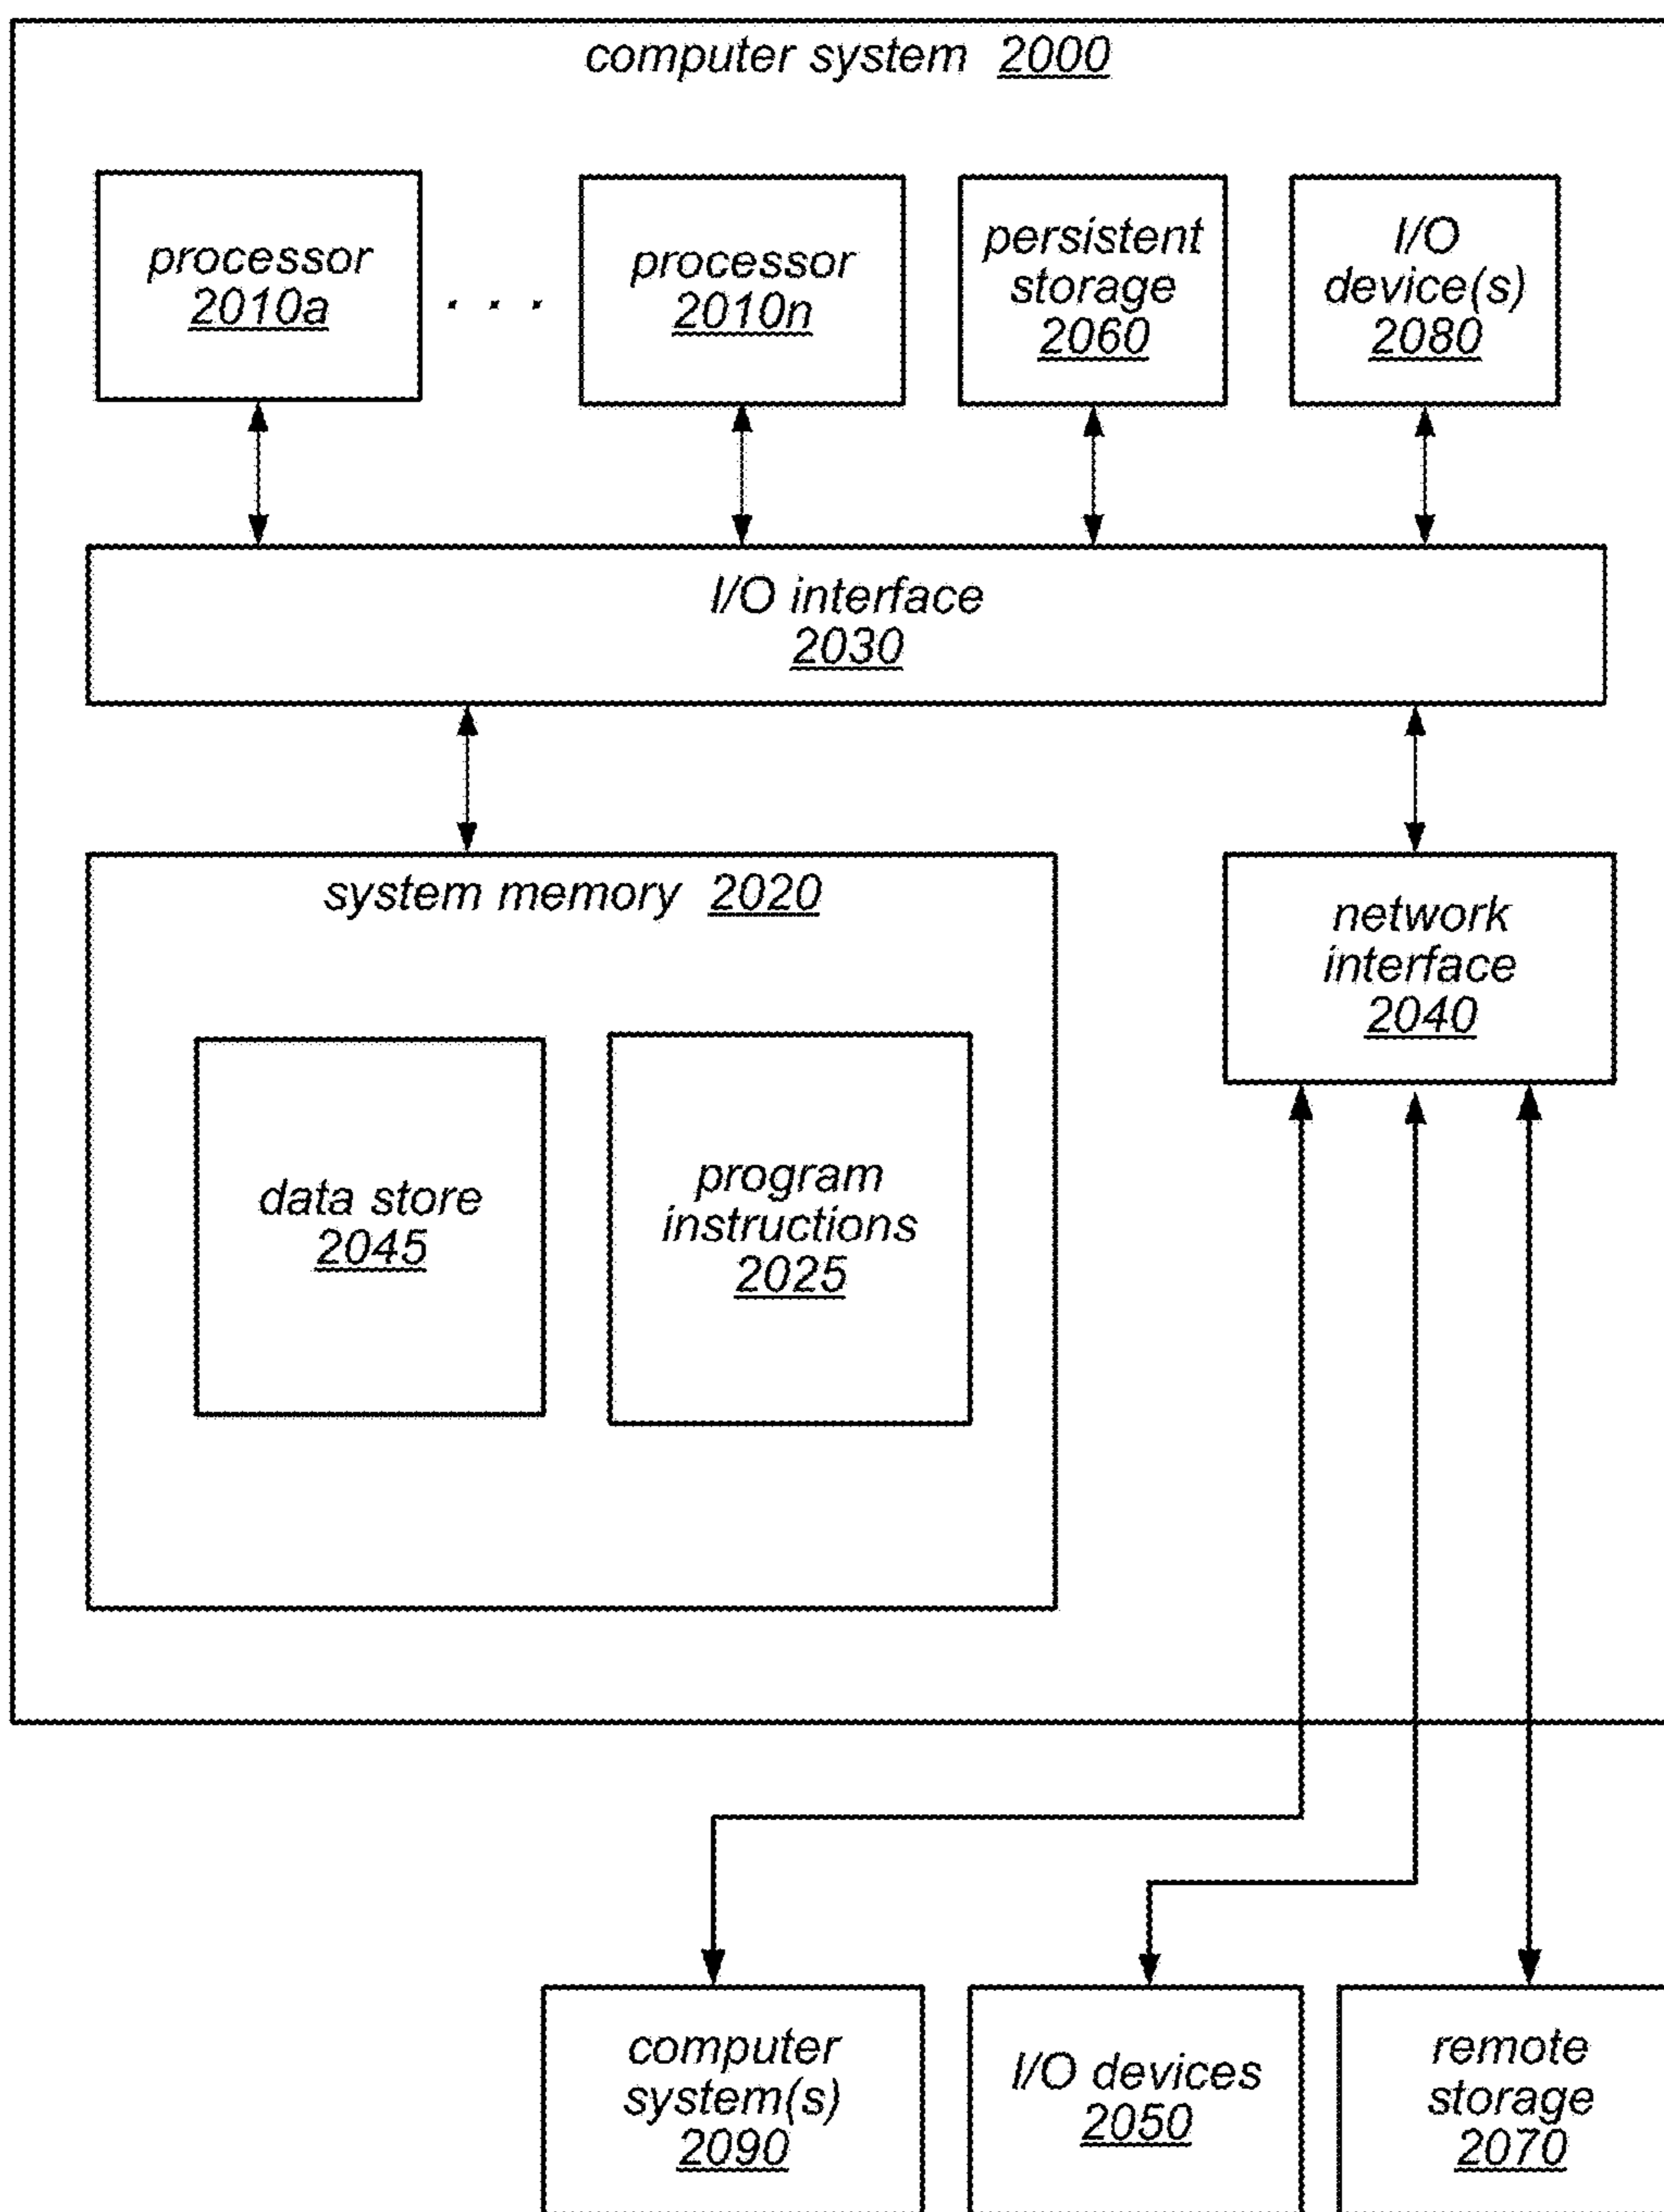 computer system 2000
processor
2010a
. . .
processor
2010n
persistent
storage
2060
I/O
device(s)
2080
I/O interface
2030
system memory 2020
data store
2045
program
instructions
2025
network
interface
2040
computer
system(s)
2090
I/O devices
2050
remote
storage
2070